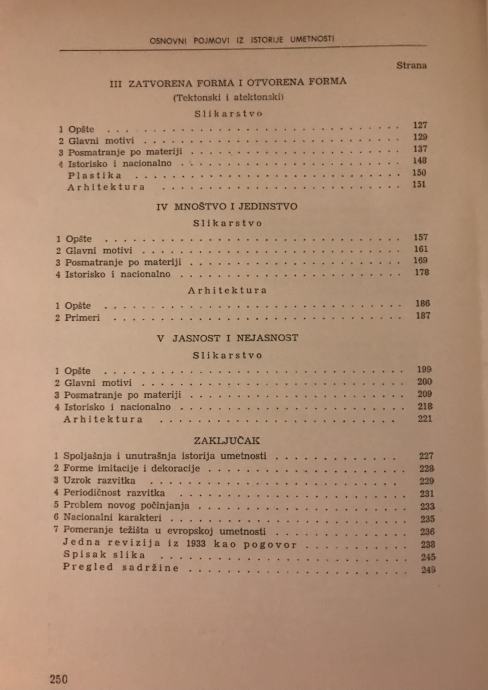 OSNOVNI POJMOVI IZ ISTORIJE UMETNOSTI
Strana
III ZATVORENA FORMA I OTVORENA FORMA
(Tektonski i atektonski)
Slikarstvo
1 Opšte . . . . . . . . . . 127
2 Glavni motivi . . . . . . . . . . 129
3 Posmatranje po materiji . . . . . . . . . . 137
4 Istorisko i nacionalno . . . . . . . . . . 148
Plastika . . . . . . . . . . 150
Arhitektura . . . . . . . . . . 151
IV MNOŠTVO I JEDINSTVO
Slikarstvo
1 Opšte . . . . . . . . . . 157
2 Glavni motivi . . . . . . . . . . 161
3 Posmatranje po materiji . . . . . . . . . . 169
4 Istorisko i nacionalno . . . . . . . . . . 178
Arhitektura
1 Opšte . . . . . . . . . . 186
2 Primeri . . . . . . . . . . 187
V JASNOST I NEJASNOST
Slikarstvo
1 Opšte . . . . . . . . . . 199
2 Glavni motivi . . . . . . . . . . 200
3 Posmatranje po materiji . . . . . . . . . . 209
4 Istorisko i nacionalno . . . . . . . . . . 218
Arhitektura . . . . . . . . . . 221
ZAKLJUČAK
1 Spoljašnja i unutrašnja istorija umetnosti . . . . . . . . . . 227
2 Forme imitacije i dekoracije . . . . . . . . . . 228
3 Uzrok razvitka . . . . . . . . . . 229
4 Periodičnost razvitka . . . . . . . . . . 231
5 Problem novog počinjanja . . . . . . . . . . 233
6 Nacionalni karakteri . . . . . . . . . . 235
7 Pomeranje težišta u evropskoj umetnosti . . . . . . . . . . 236
Jedna revizija iz 1933 kao pogovor . . . . . . . . . . 238
Spisak slika . . . . . . . . . . 245
Pregled sadržine . . . . . . . . . . 249
250